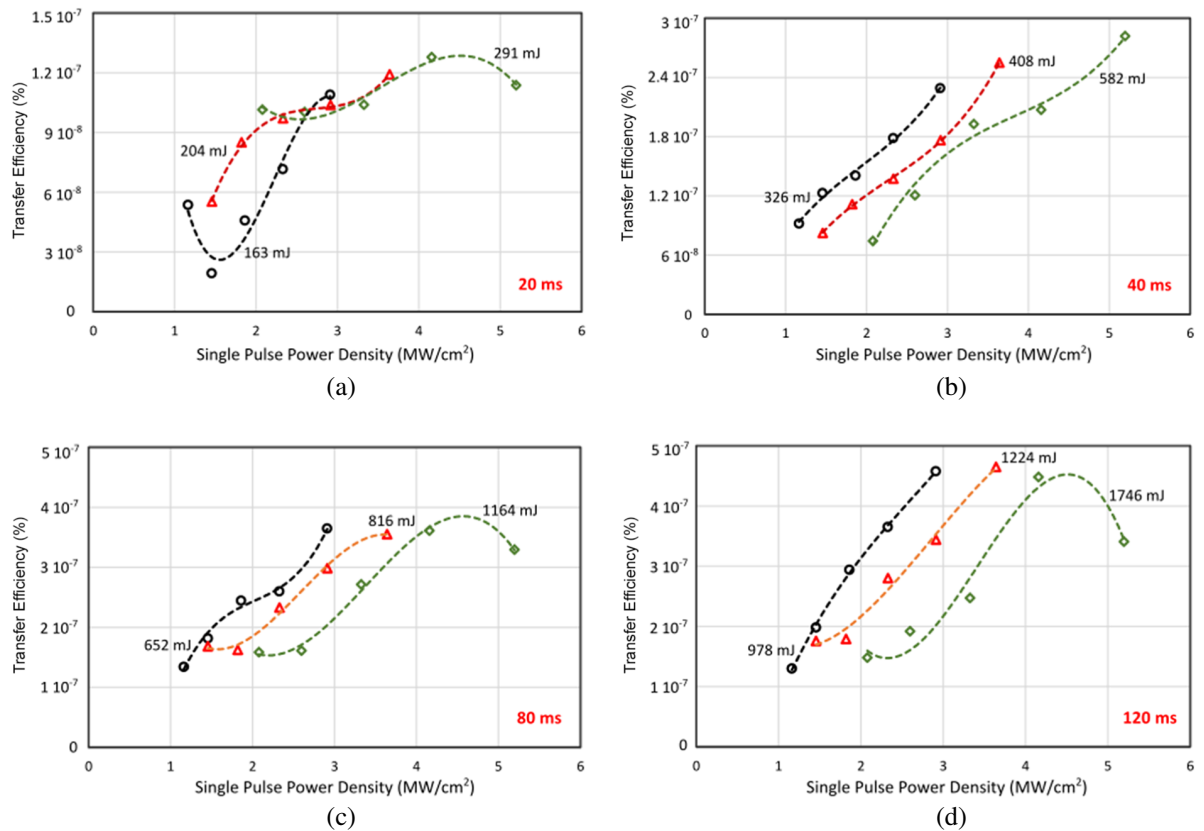 1.5 10⁻⁷
1.2 10⁻⁷
9 10⁻⁸
6 10⁻⁸
3 10⁻⁸
0
Transfer Efficiency (%)
204 mJ
163 mJ
291 mJ
20 ms
0 1 2 3 4 5 6
Single Pulse Power Density (MW/cm²)
(a)
3 10⁻⁷
2.4 10⁻⁷
1.8 10⁻⁷
1.2 10⁻⁷
6 10⁻⁸
0
Transfer Efficiency (%)
326 mJ
408 mJ
582 mJ
40 ms
0 1 2 3 4 5 6
Single Pulse Power Density (MW/cm²)
(b)
5 10⁻⁷
4 10⁻⁷
3 10⁻⁷
2 10⁻⁷
1 10⁻⁷
0
Transfer Efficiency (%)
652 mJ
816 mJ
1164 mJ
80 ms
0 1 2 3 4 5 6
Single Pulse Power Density (MW/cm²)
(c)
5 10⁻⁷
4 10⁻⁷
3 10⁻⁷
2 10⁻⁷
1 10⁻⁷
0
Transfer Efficiency (%)
978 mJ
1224 mJ
1746 mJ
120 ms
0 1 2 3 4 5 6
Single Pulse Power Density (MW/cm²)
(d)